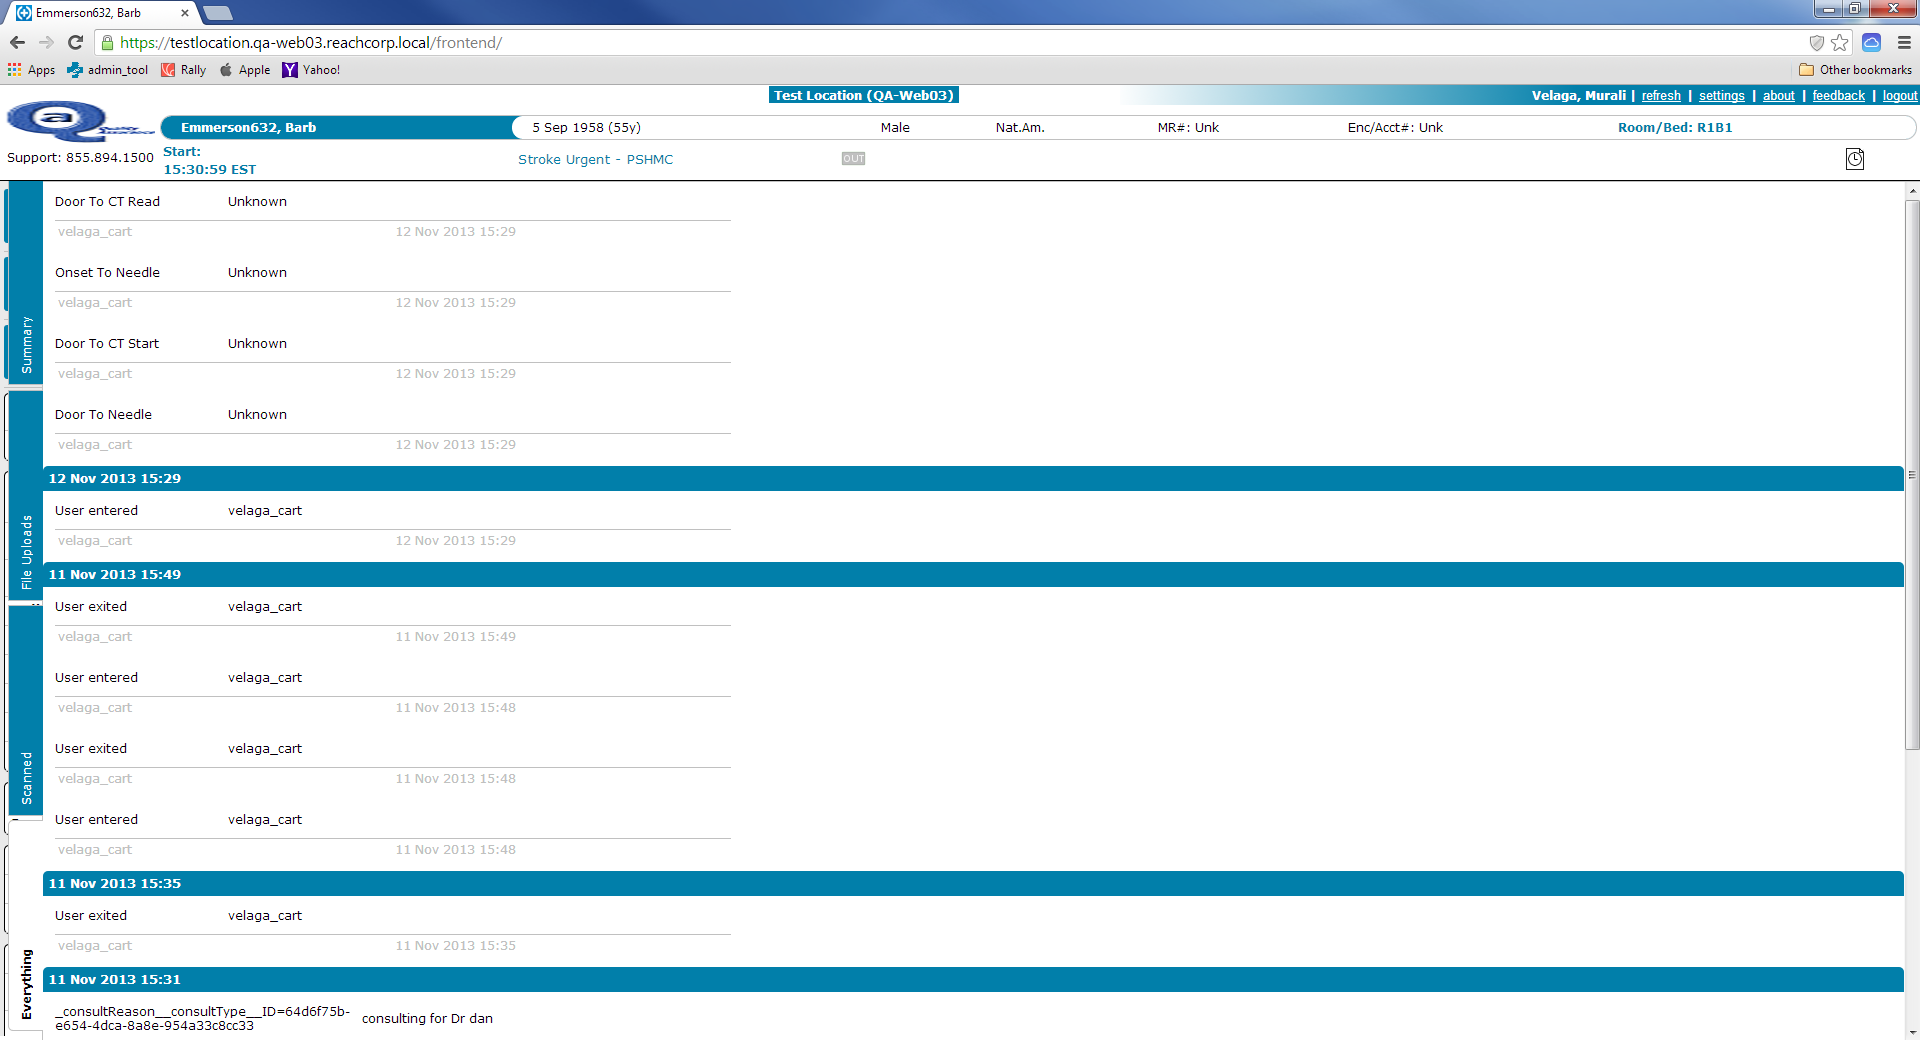 Emmerson632, Barb
https://testlocation.qa-web03.reachcorp.local/frontend/
Apps admin_tool Rally Apple Yahoo! Other bookmarks
Test Location (QA-Web03) Velaga, Murali | refresh | settings | about | feedback | logout
Emmerson632, Barb 5 Sep 1958 (55y) Male Nat.Am. MR#: Unk Enc/Acct#: Unk Room/Bed: R1B1
Support: 855.894.1500 Start:
15:30:59 EST
Stroke Urgent - PSHMC OUT
Door To CT Read Unknown
velaga_cart 12 Nov 2013 15:29
Onset To Needle Unknown
velaga_cart 12 Nov 2013 15:29
Summary
Door To CT Start Unknown
velaga_cart 12 Nov 2013 15:29
Door To Needle Unknown
velaga_cart 12 Nov 2013 15:29
12 Nov 2013 15:29
User entered velaga_cart
velaga_cart 12 Nov 2013 15:29
File Uploads
11 Nov 2013 15:49
User exited velaga_cart
velaga_cart 11 Nov 2013 15:49
User entered velaga_cart
velaga_cart 11 Nov 2013 15:48
User exited velaga_cart
velaga_cart 11 Nov 2013 15:48
Scanned
User entered velaga_cart
velaga_cart 11 Nov 2013 15:48
11 Nov 2013 15:35
User exited velaga_cart
velaga_cart 11 Nov 2013 15:35
Everything
11 Nov 2013 15:31
_consultReason__consultType__ID=64d6f75b-
e654-4dca-8a8e-954a33c8cc33 consulting for Dr dan